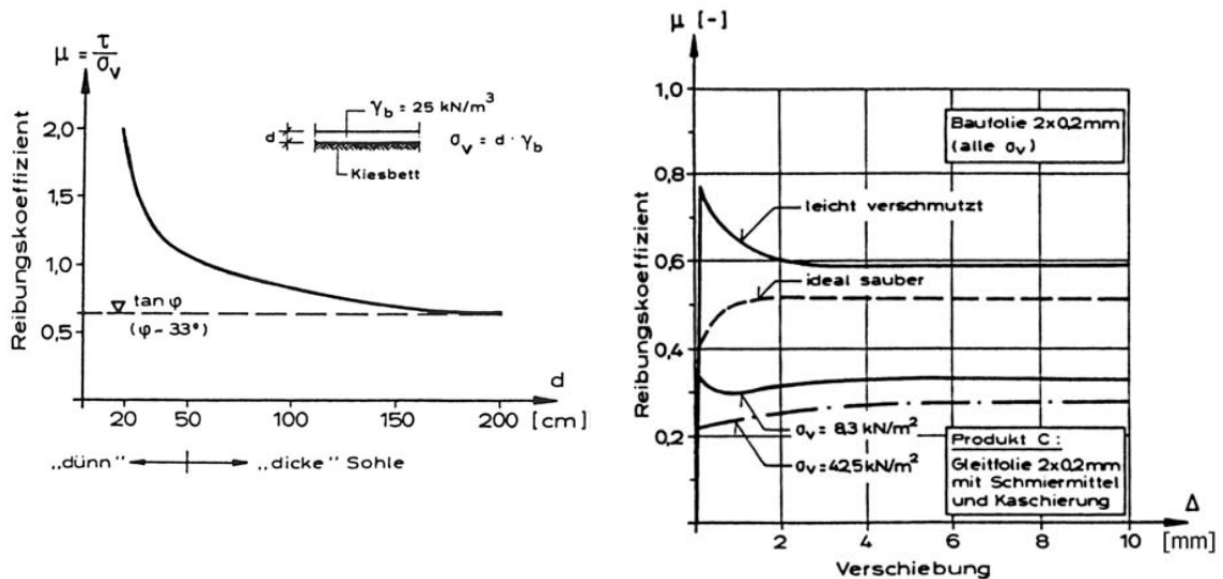 μ = τ/σv
Reibungskoeffizient
2,0
1,5
1,0
0,5
γb = 25 kN/m³
d
σv = d · γb
Kiesbett
tan φ
(φ ~ 33°)
d
20 50 100 150 200 [cm]
„dünn" „dicke" Sohle
μ [-]
Reibungskoeffizient
1,0
0,8
0,6
0,4
0,2
Baufolie 2x0,2mm
(alle σv)
leicht verschmutzt
ideal sauber
σv = 8,3 kN/m²
σv = 42,5 kN/m²
Produkt C :
Gleitfolie 2x0,2mm
mit Schmiermittel
und Kaschierung
Δ
2 4 6 8 10 [mm]
Verschiebung